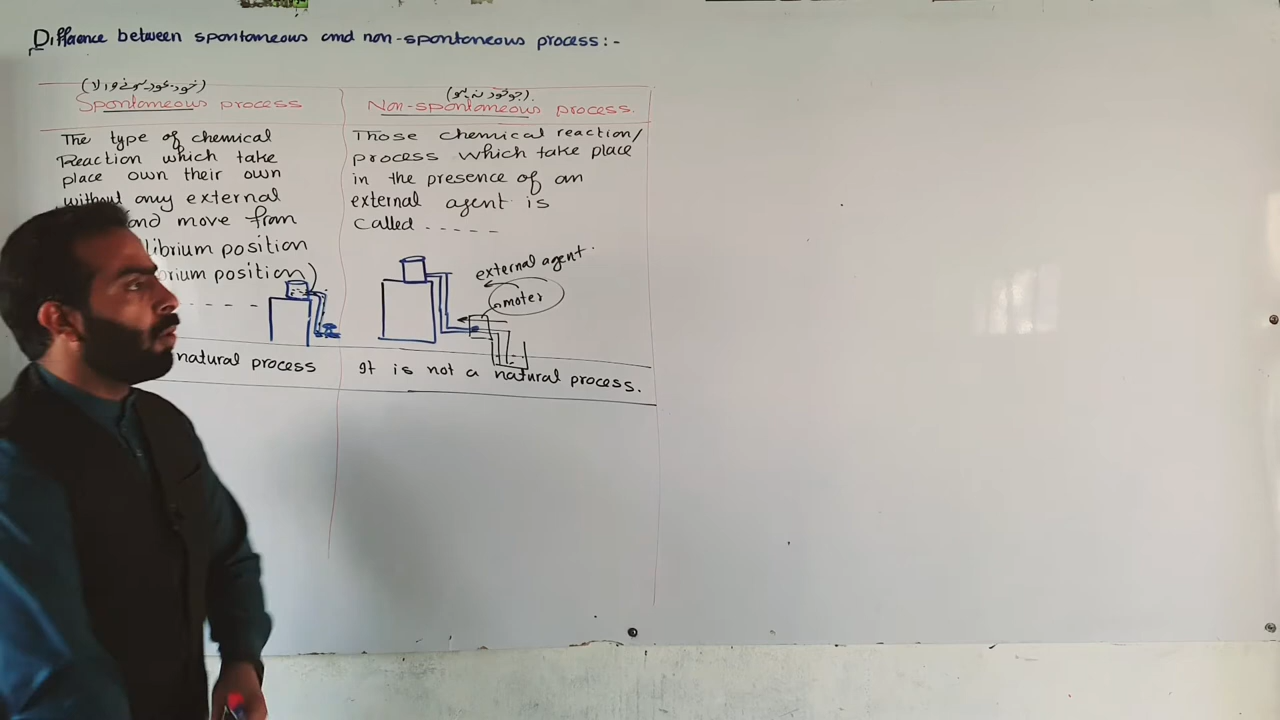 Diffaence between spontaneous and non-spontaneous process:-
Spontaneous process
The type of chemical
Reaction which take
place own their own
without any external
and move from
librium position
orium position)
- - - - - -
natural process
Non-spontaneous process.
Those chemical reaction/
process which take place
in the presence of an
external agent is
called - - - - -
external agent.
moter
It is not a natural process.